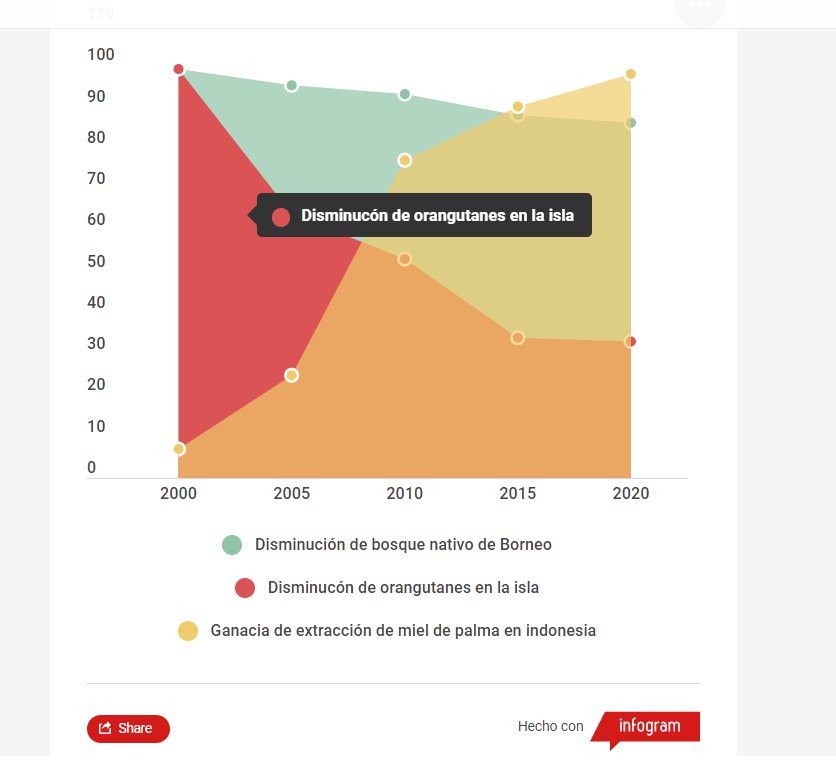 110
100
90
80
70
60
50
40
30
20
10
0
Disminucón de orangutanes en la isla
2000 2005 2010 2015 2020
Disminución de bosque nativo de Borneo
Disminucón de orangutanes en la isla
Ganacia de extracción de miel de palma en indonesia
Share
Hecho con infogram